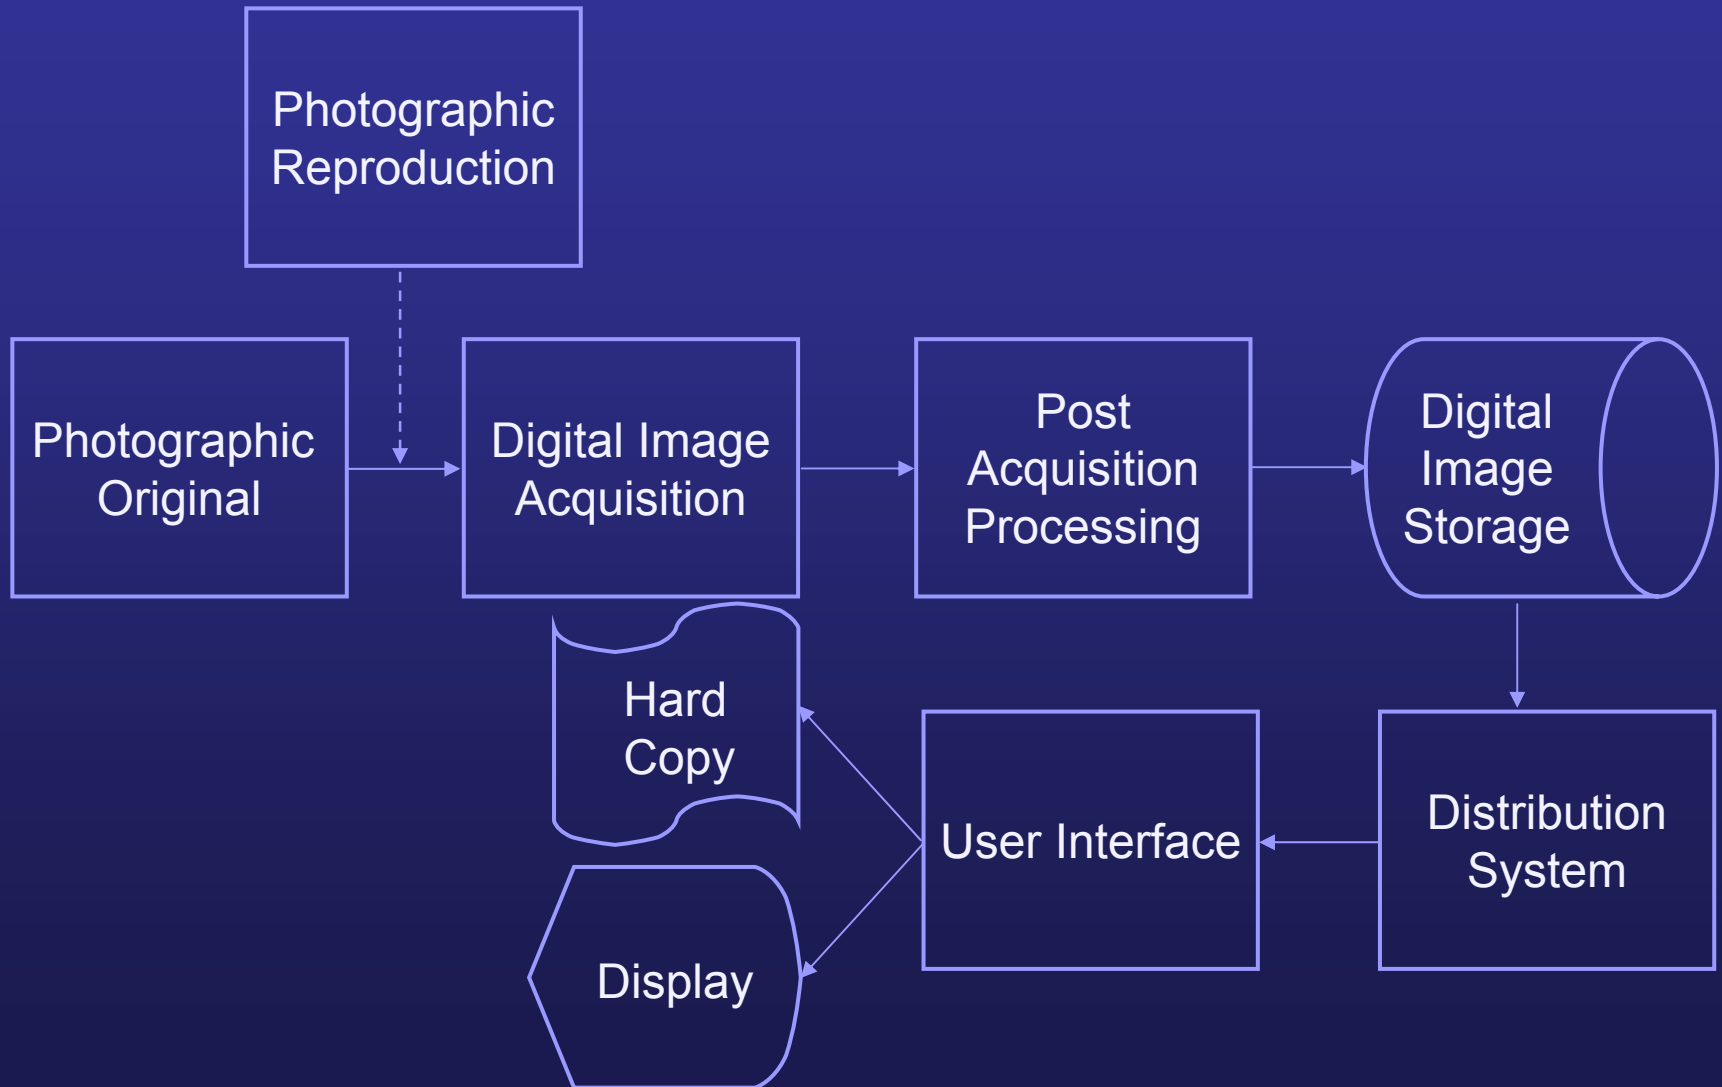 Photographic
Reproduction
Photographic
Original
Digital Image
Acquisition
Post
Acquisition
Processing
Digital
Image
Storage
Hard
Copy
User Interface
Distribution
System
Display